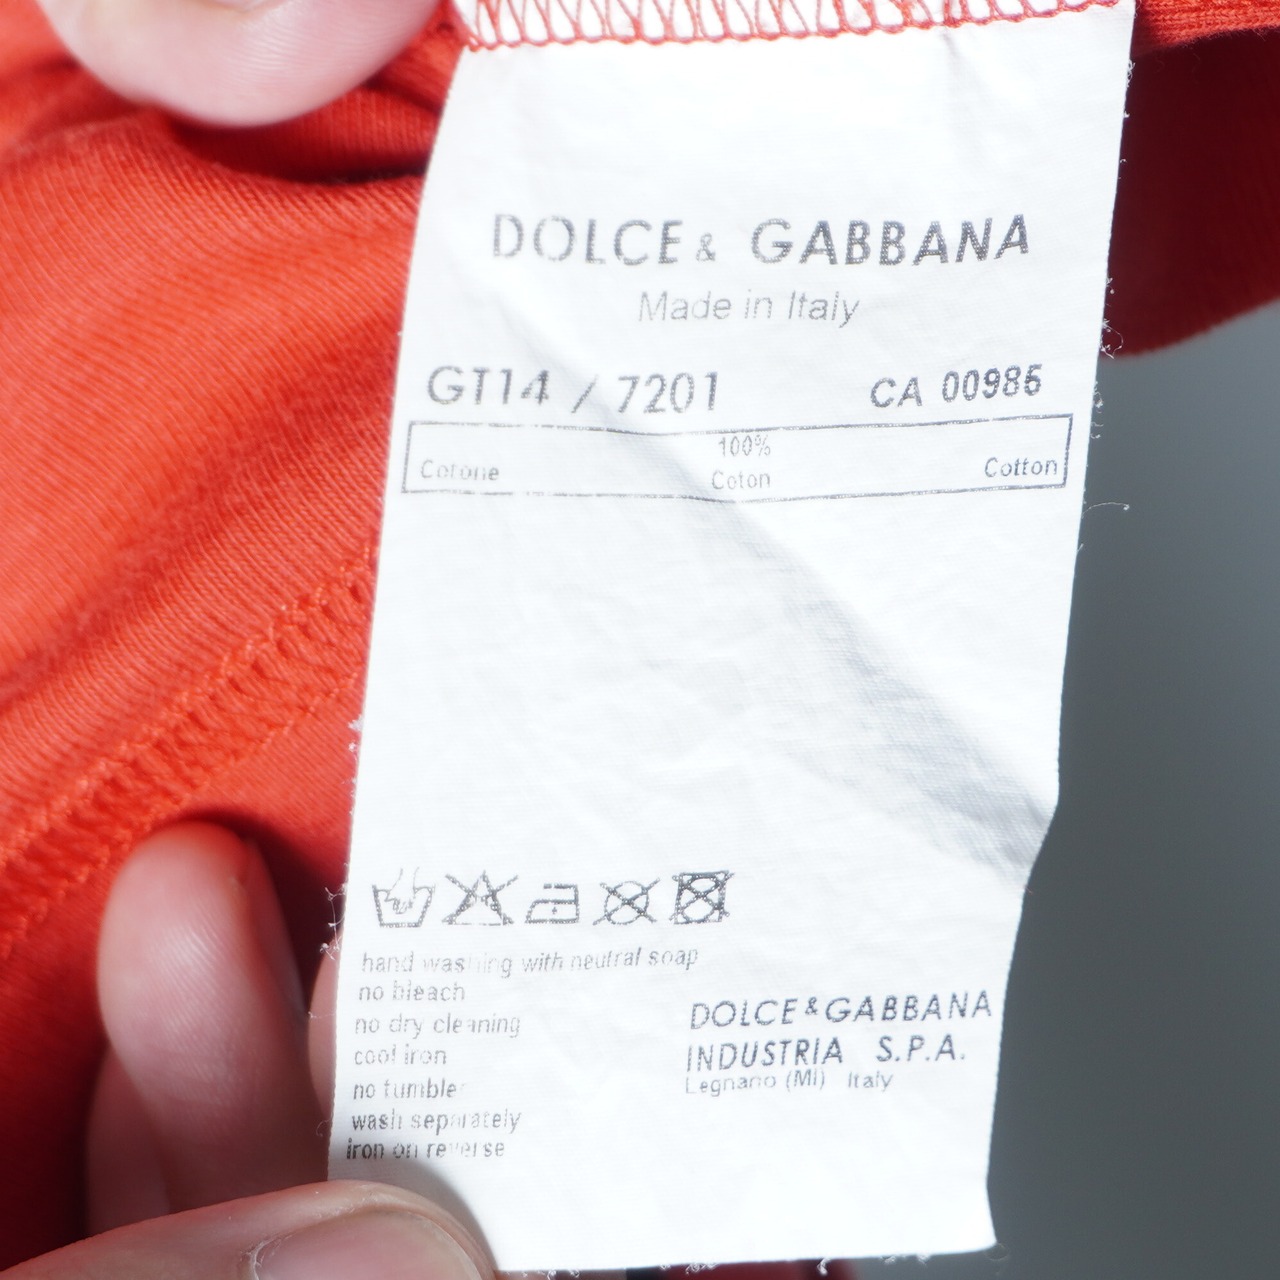 DOLCE & GABBANA
Made in Italy
GT14 / 7201 CA 00985
100%
Cotone Coton Cotton
hand washing with neutral soap
no bleach
no dry cleaning
cool iron
no tumble
wash separately
iron on reverse
DOLCE & GABBANA
INDUSTRIA S.P.A.
Legnano (MI) Italy